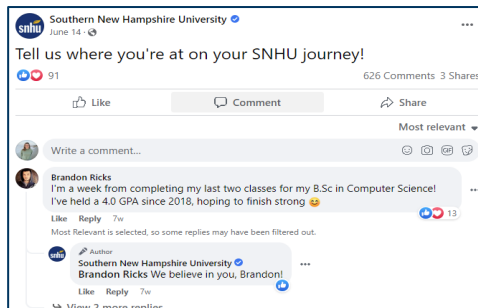 snhu
Southern New Hampshire University
June 14 ·
Tell us where you're at on your SNHU journey!
91
626 Comments 3 Shares
Like
Comment
Share
Most relevant
Write a comment...
GIF
Brandon Ricks
I'm a week from completing my last two classes for my B.Sc in Computer Science!
I've held a 4.0 GPA since 2018, hoping to finish strong 😊
13
Like Reply 7w
Most Relevant is selected, so some replies may have been filtered out.
snhu
Author
Southern New Hampshire University
Brandon Ricks We believe in you, Brandon!
Like Reply 7w
View 2 more replies